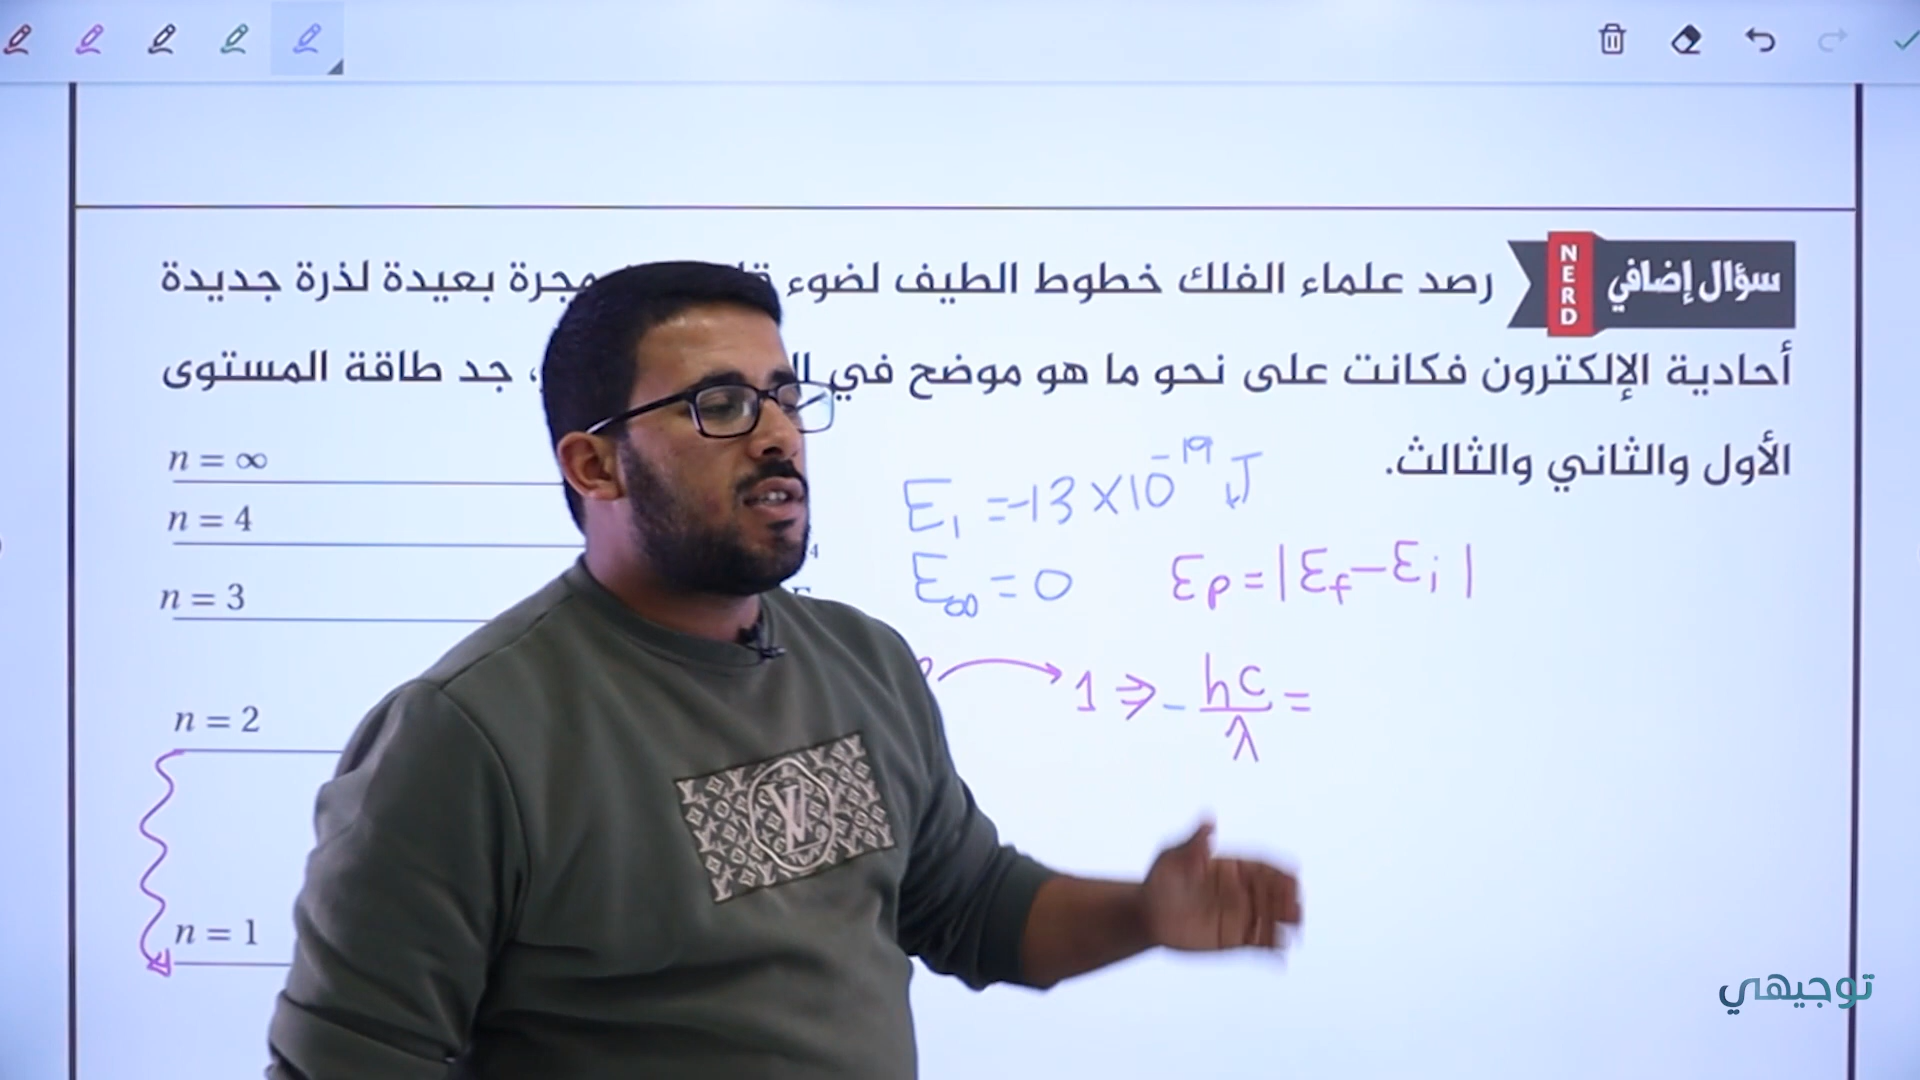 سؤال إضافي
NERD
رصد علماء الفلك خطوط الطيف لضوء مجرة بعيدة لذرة جديدة
أحادية الإلكترون فكانت على نحو ما هو موضح في ، جد طاقة المستوى
الأول والثاني والثالث.
n = ∞
n = 4
n = 3
n = 2
n = 1
E₁ = -13 × 10⁻¹⁹ J
E∞ = 0
Ep = |Ef - Ei|
1 ⇒ - hc/λ =
توجيهي